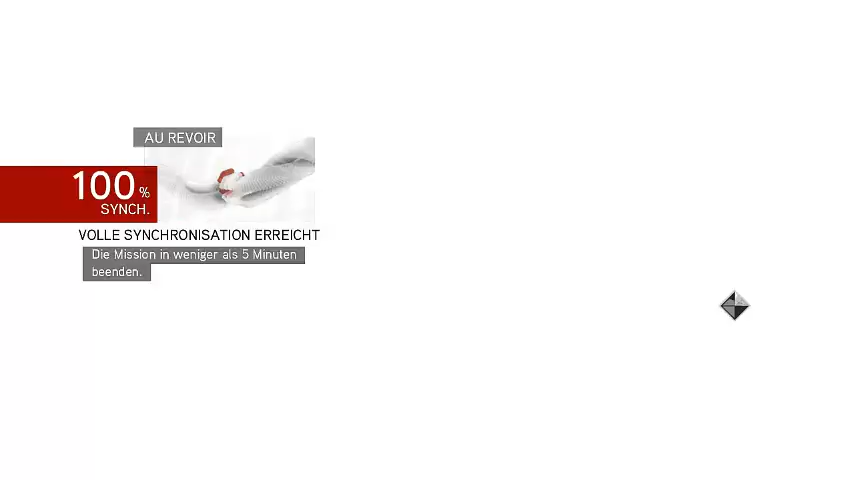 AU REVOIR
100 %
SYNCH.
VOLLE SYNCHRONISATION ERREICHT
Die Mission in weniger als 5 Minuten
beenden.